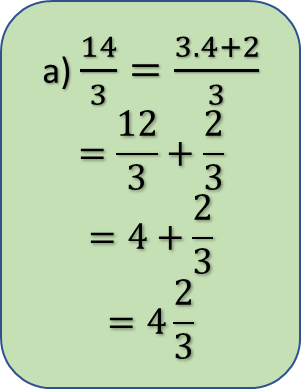 a) 14/3 = 3.4+2/3
= 12/3 + 2/3
= 4 + 2/3
= 4 2/3